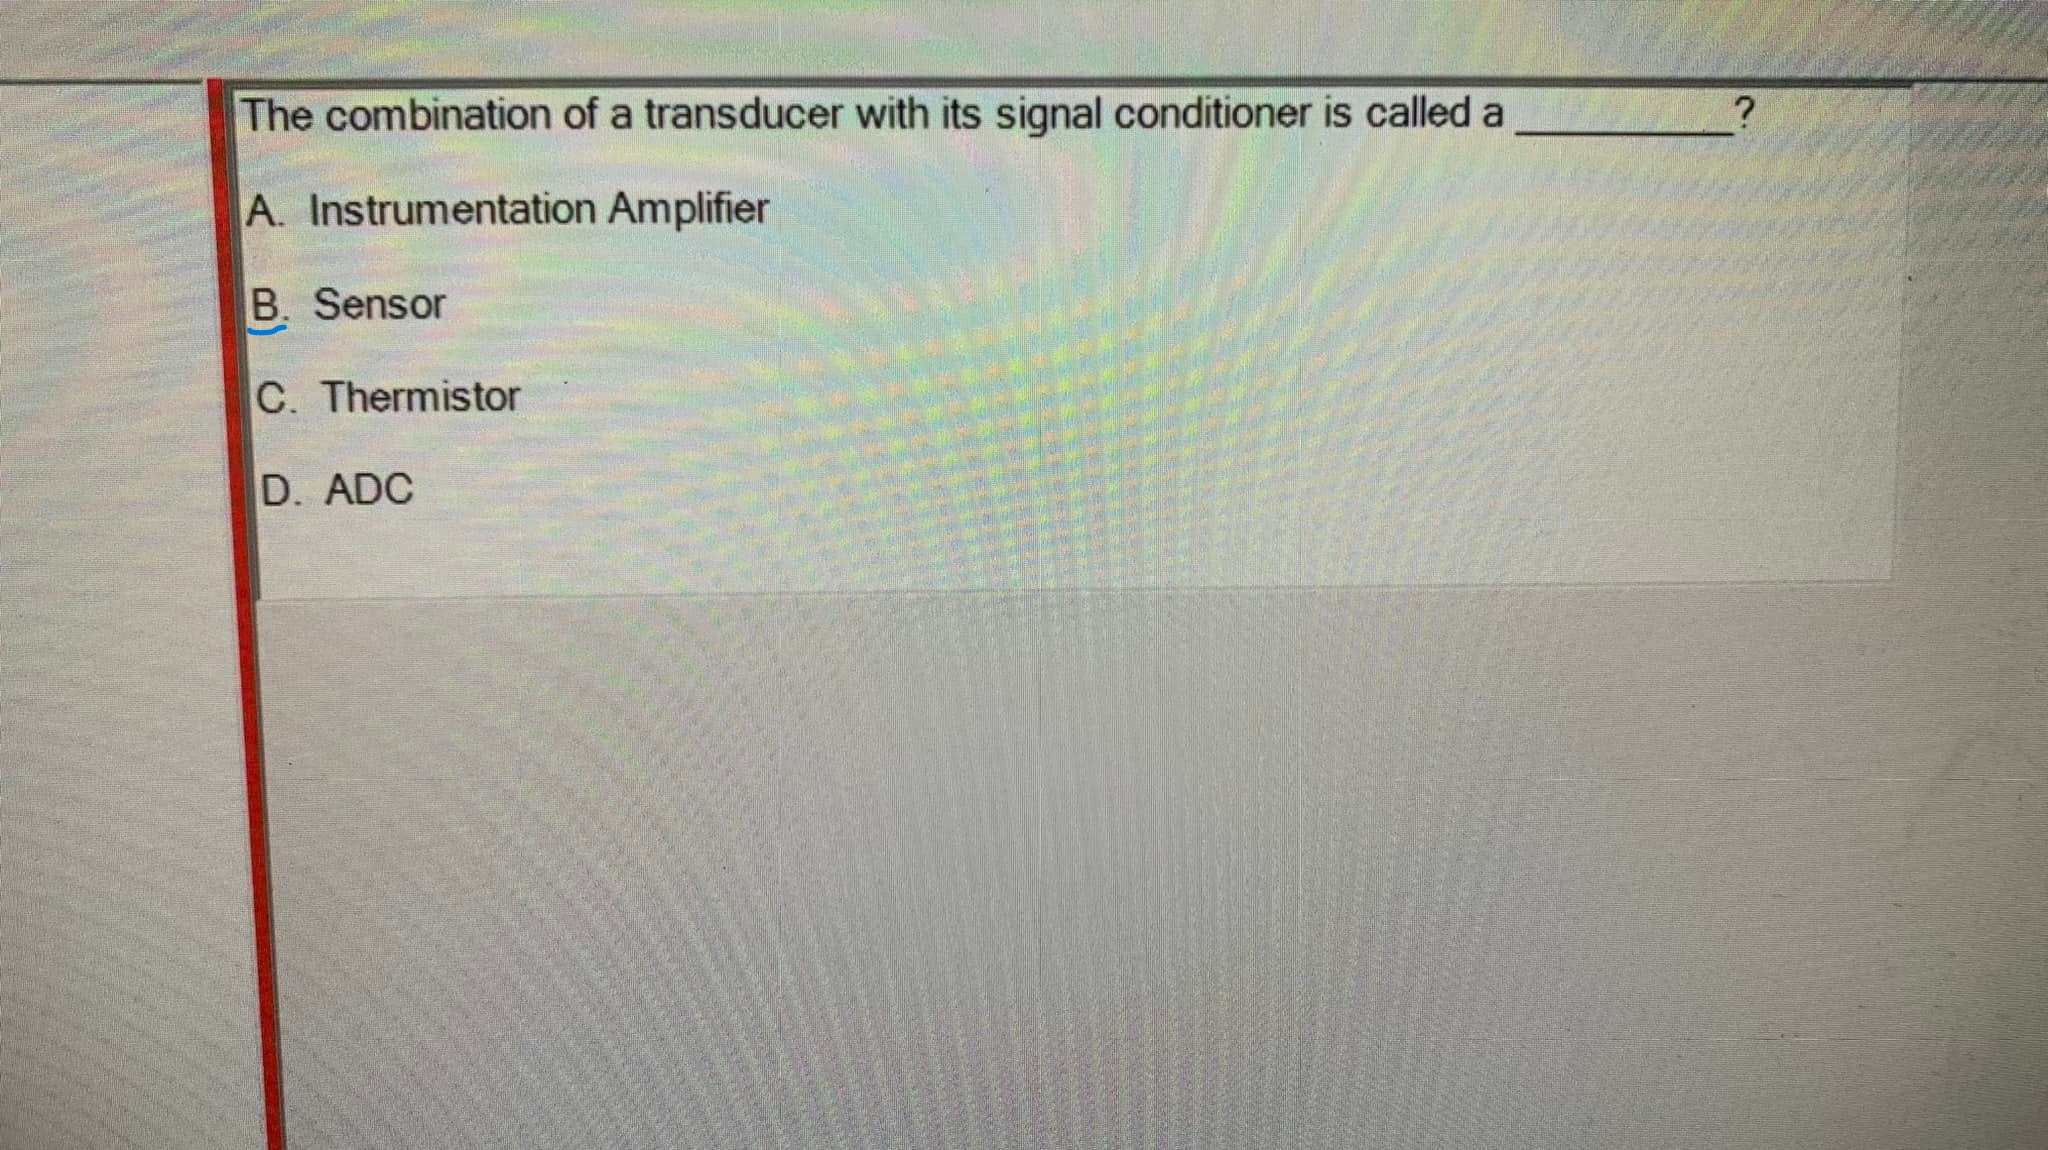 The combination of a transducer with its signal conditioner is called a __________?
A. Instrumentation Amplifier
B. Sensor
C. Thermistor
D. ADC